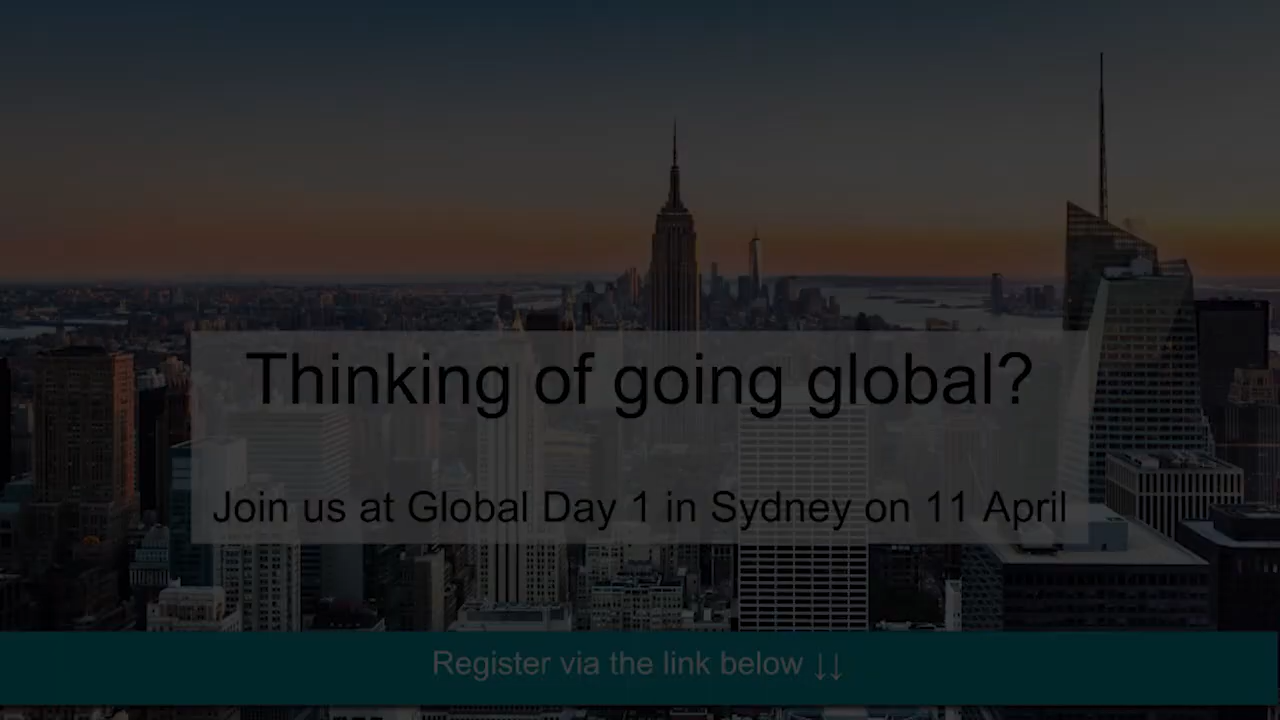 Thinking of going global?
Join us at Global Day 1 in Sydney on 11 April
Register via the link below ↓↓